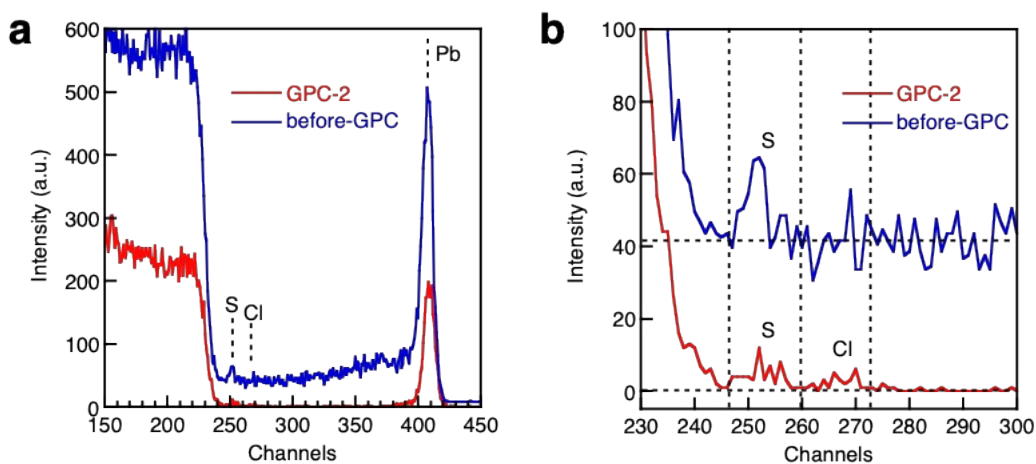 a
600
500
400
300
200
100
0
150 200 250 300 350 400 450
Intensity (a.u.)
Channels
GPC-2
before-GPC
S Cl
Pb
b
100
80
60
40
20
0
230 240 250 260 270 280 290 300
Intensity (a.u.)
Channels
GPC-2
before-GPC
S
S
Cl